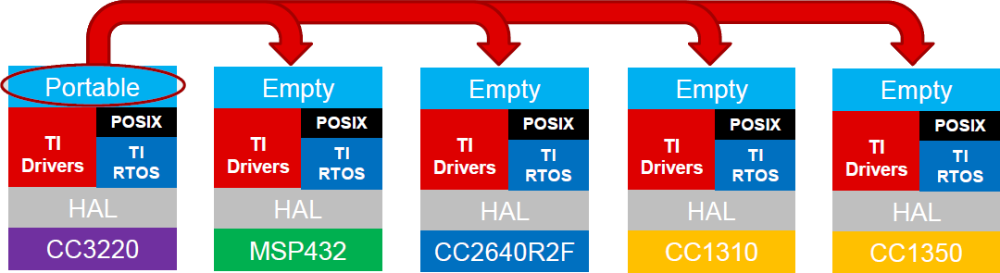 Portable
POSIX
TI
Drivers
TI
RTOS
HAL
CC3220
Empty
POSIX
TI
Drivers
TI
RTOS
HAL
MSP432
Empty
POSIX
TI
Drivers
TI
RTOS
HAL
CC2640R2F
Empty
POSIX
TI
Drivers
TI
RTOS
HAL
CC1310
Empty
POSIX
TI
Drivers
TI
RTOS
HAL
CC1350